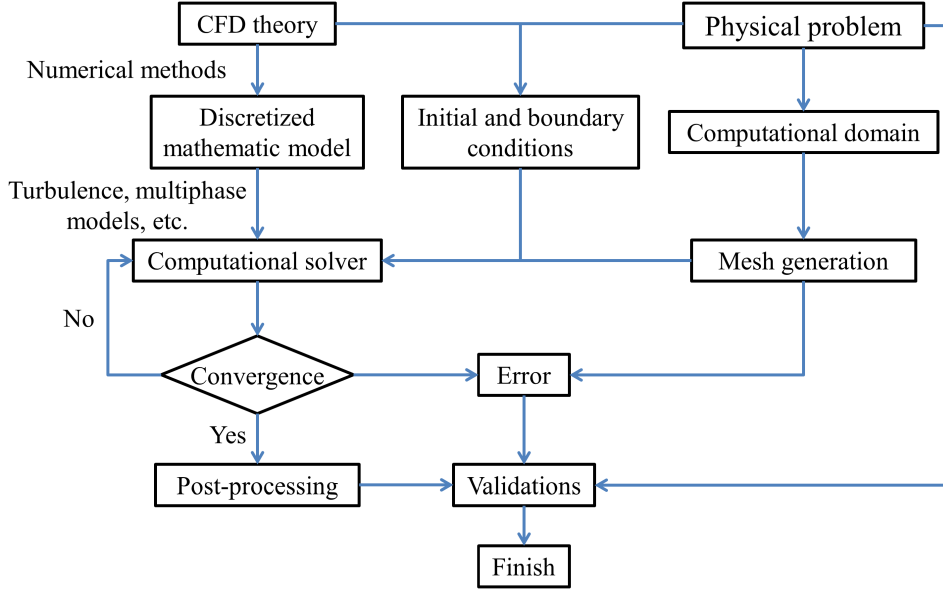 CFD theory
Physical problem
Numerical methods
Discretized
mathematic model
Initial and boundary
conditions
Computational domain
Turbulence, multiphase
models, etc.
Computational solver
Mesh generation
No
Convergence
Error
Yes
Post-processing
Validations
Finish